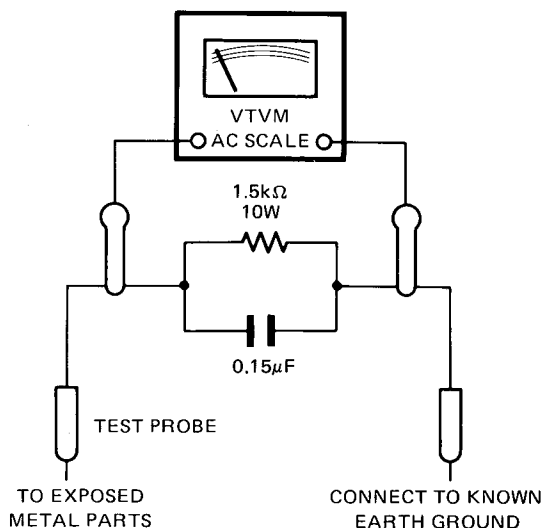 VTVM
AC SCALE
1.5kΩ
10W
0.15μF
TEST PROBE
TO EXPOSED
METAL PARTS
CONNECT TO KNOWN
EARTH GROUND